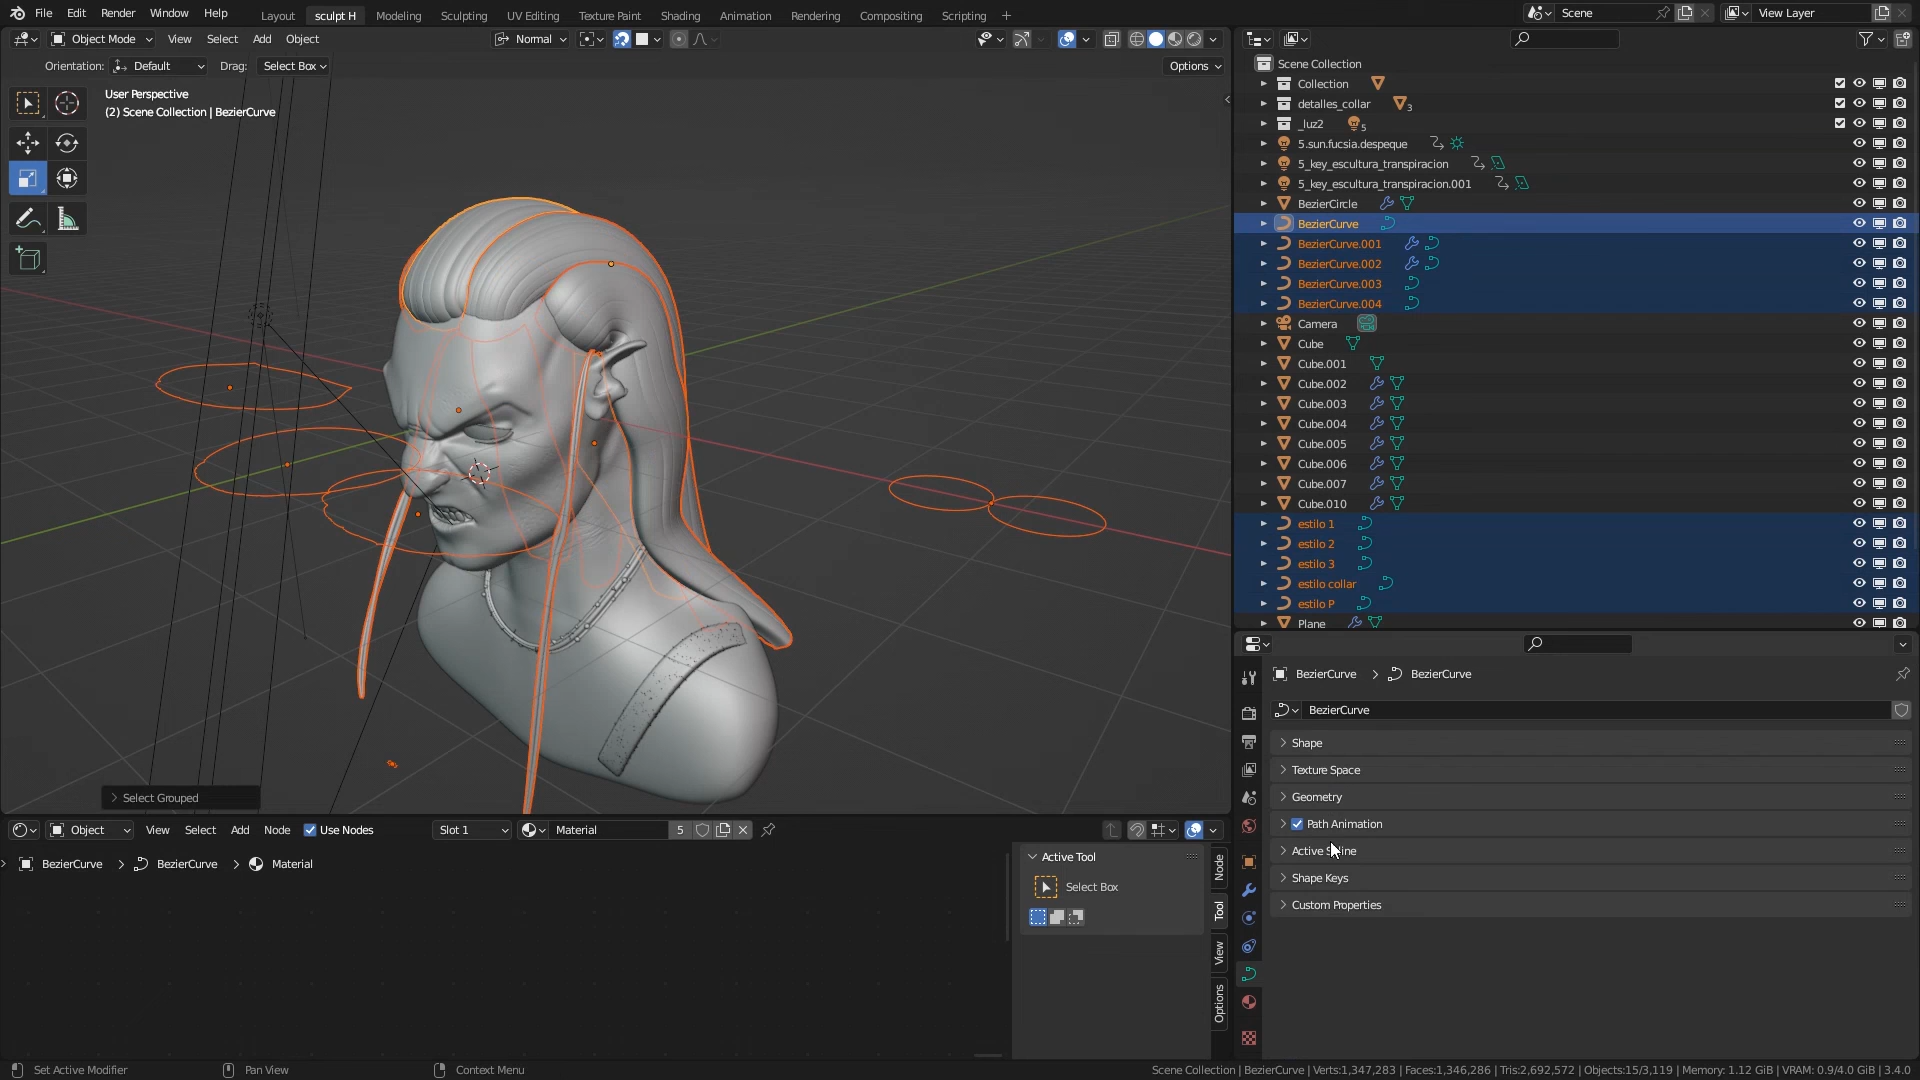 File Edit Render Window Help Layout sculpt H Modeling Sculpting UV Editing Texture Paint Shading Animation Rendering Compositing Scripting + Scene View Layer
Object Mode View Select Add Object Normal
Orientation: Default Drag: Select Box Options
User Perspective
(2) Scene Collection | BezierCurve
Select Grouped
Scene Collection
Collection
detalles_collar 3
_luz2 5
5.sun.fucsia.despeque
5_key_escultura_transpiracion
5_key_escultura_transpiracion.001
BezierCircle
BezierCurve
BezierCurve.001
BezierCurve.002
BezierCurve.003
BezierCurve.004
Camera
Cube
Cube.001
Cube.002
Cube.003
Cube.004
Cube.005
Cube.006
Cube.007
Cube.010
estilo 1
estilo 2
estilo 3
estilo collar
estilo P
Plane
BezierCurve > BezierCurve
BezierCurve
Shape
Texture Space
Geometry
Path Animation
Active Spline
Shape Keys
Custom Properties
Object View Select Add Node Use Nodes Slot 1 Material 5
BezierCurve > BezierCurve > Material
Active Tool
Select Box
Node
Tool
View
Options
Set Active Modifier Pan View Context Menu Scene Collection | BezierCurve | Verts:1,347,283 | Faces:1,346,286 | Tris:2,692,572 | Objects:15/3,119 | Memory: 1.12 GiB | VRAM: 0.9/4.0 GiB | 3.4.0